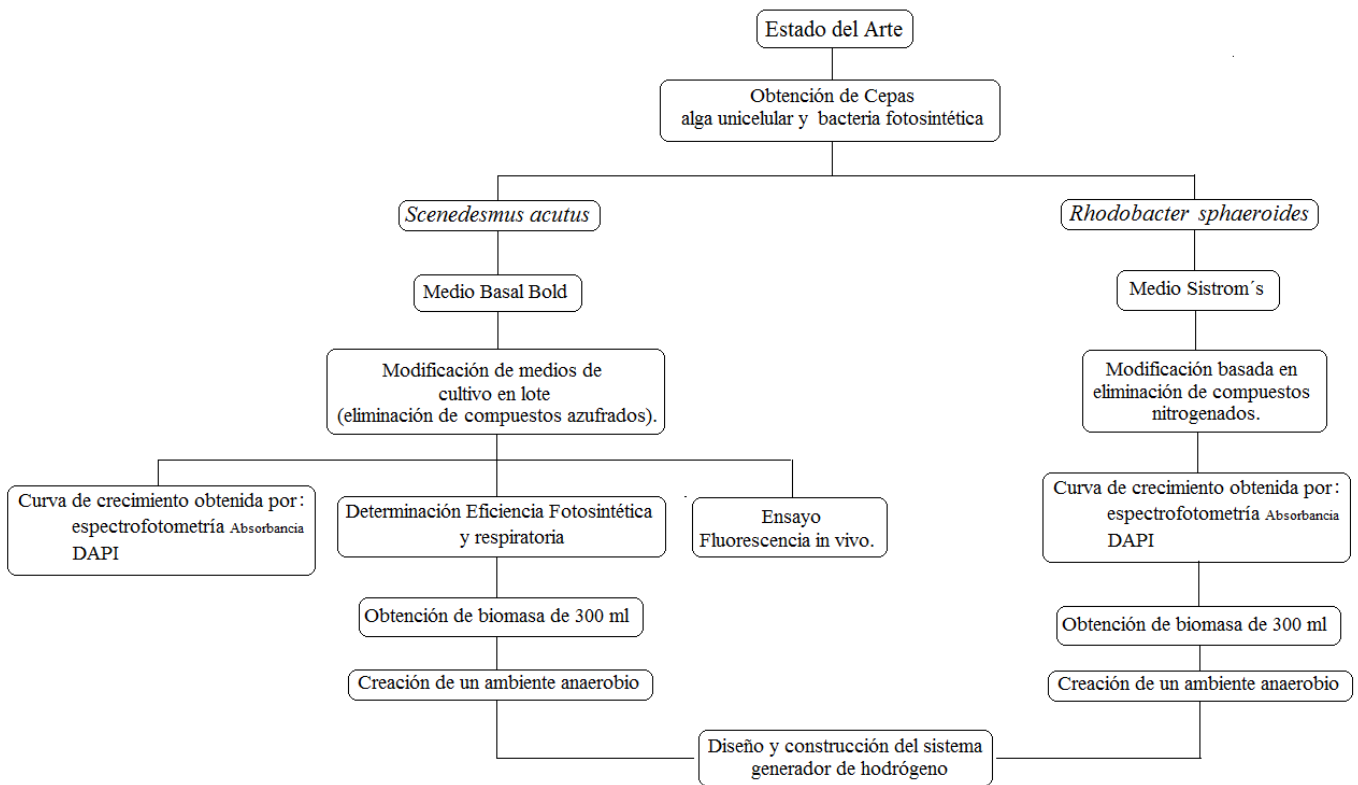 Estado del Arte
Obtención de Cepas
alga unicelular y bacteria fotosintética
Scenedesmus acutus
Rhodobacter sphaeroides
Medio Basal Bold
Medio Sistrom´s
Modificación de medios de
cultivo en lote
(eliminación de compuestos azufrados).
Modificación basada en
eliminación de compuestos
nitrogenados.
Curva de crecimiento obtenida por:
espectrofotometría Absorbancia
DAPI
Determinación Eficiencia Fotosintética
y respiratoria
Ensayo
Fluorescencia in vivo.
Curva de crecimiento obtenida por:
espectrofotometría Absorbancia
DAPI
Obtención de biomasa de 300 ml
Obtención de biomasa de 300 ml
Creación de un ambiente anaerobio
Creación de un ambiente anaerobio
Diseño y construcción del sistema
generador de hodrógeno